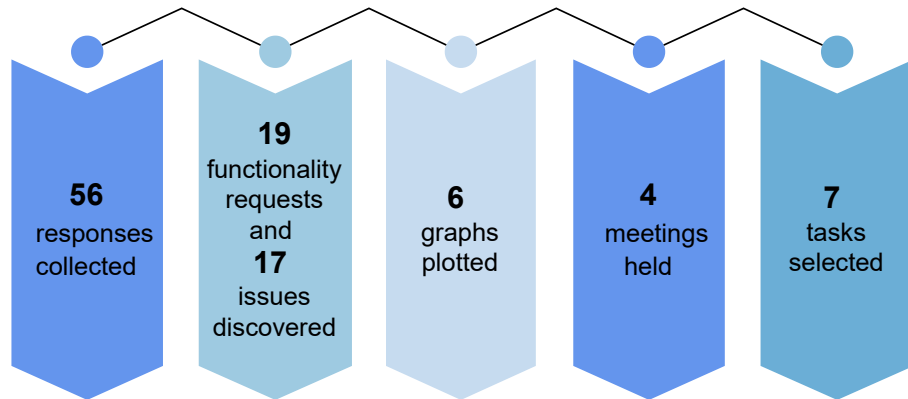 56
responses
collected
19
functionality
requests
and
17
issues
discovered
6
graphs
plotted
4
meetings
held
7
tasks
selected